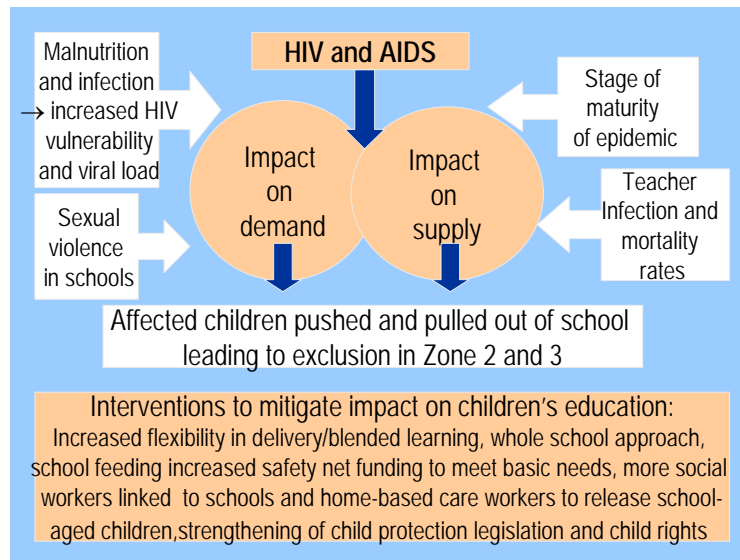 HIV and AIDS
Malnutrition
and infection
→ increased HIV
vulnerability
and viral load
Stage of
maturity
of epidemic
Impact
on
demand
Impact
on
supply
Sexual
violence
in schools
Teacher
Infection and
mortality
rates
Affected children pushed and pulled out of school
leading to exclusion in Zone 2 and 3
Interventions to mitigate impact on children's education:
Increased flexibility in delivery/blended learning, whole school approach,
school feeding increased safety net funding to meet basic needs, more social
workers linked to schools and home-based care workers to release school-
aged children,strengthening of child protection legislation and child rights